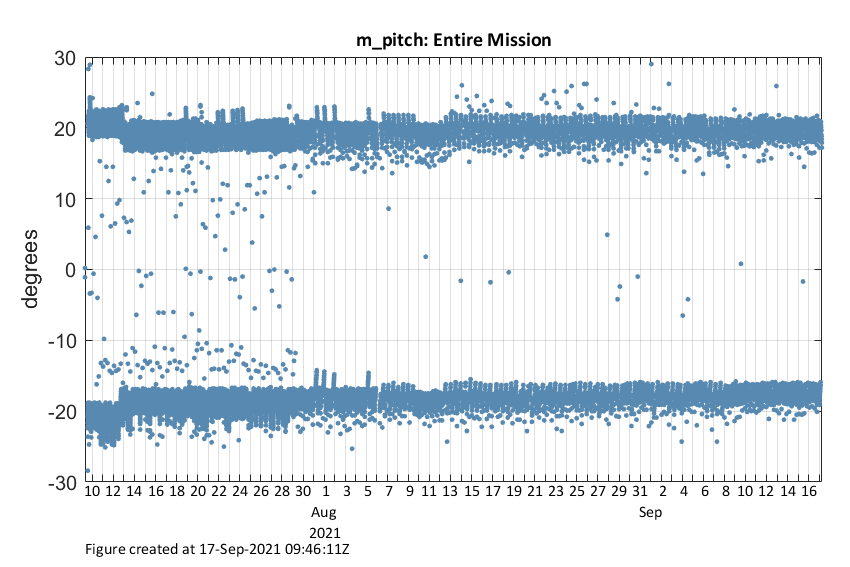 m_pitch: Entire Mission
30
20
10
0
-10
-20
-30
degrees
10 12 14 16 18 20 22 24 26 28 30 1 3 5 7 9 11 13 15 17 19 21 23 25 27 29 31 2 4 6 8 10 12 14 16
Aug Sep
2021
Figure created at 17-Sep-2021 09:46:11Z